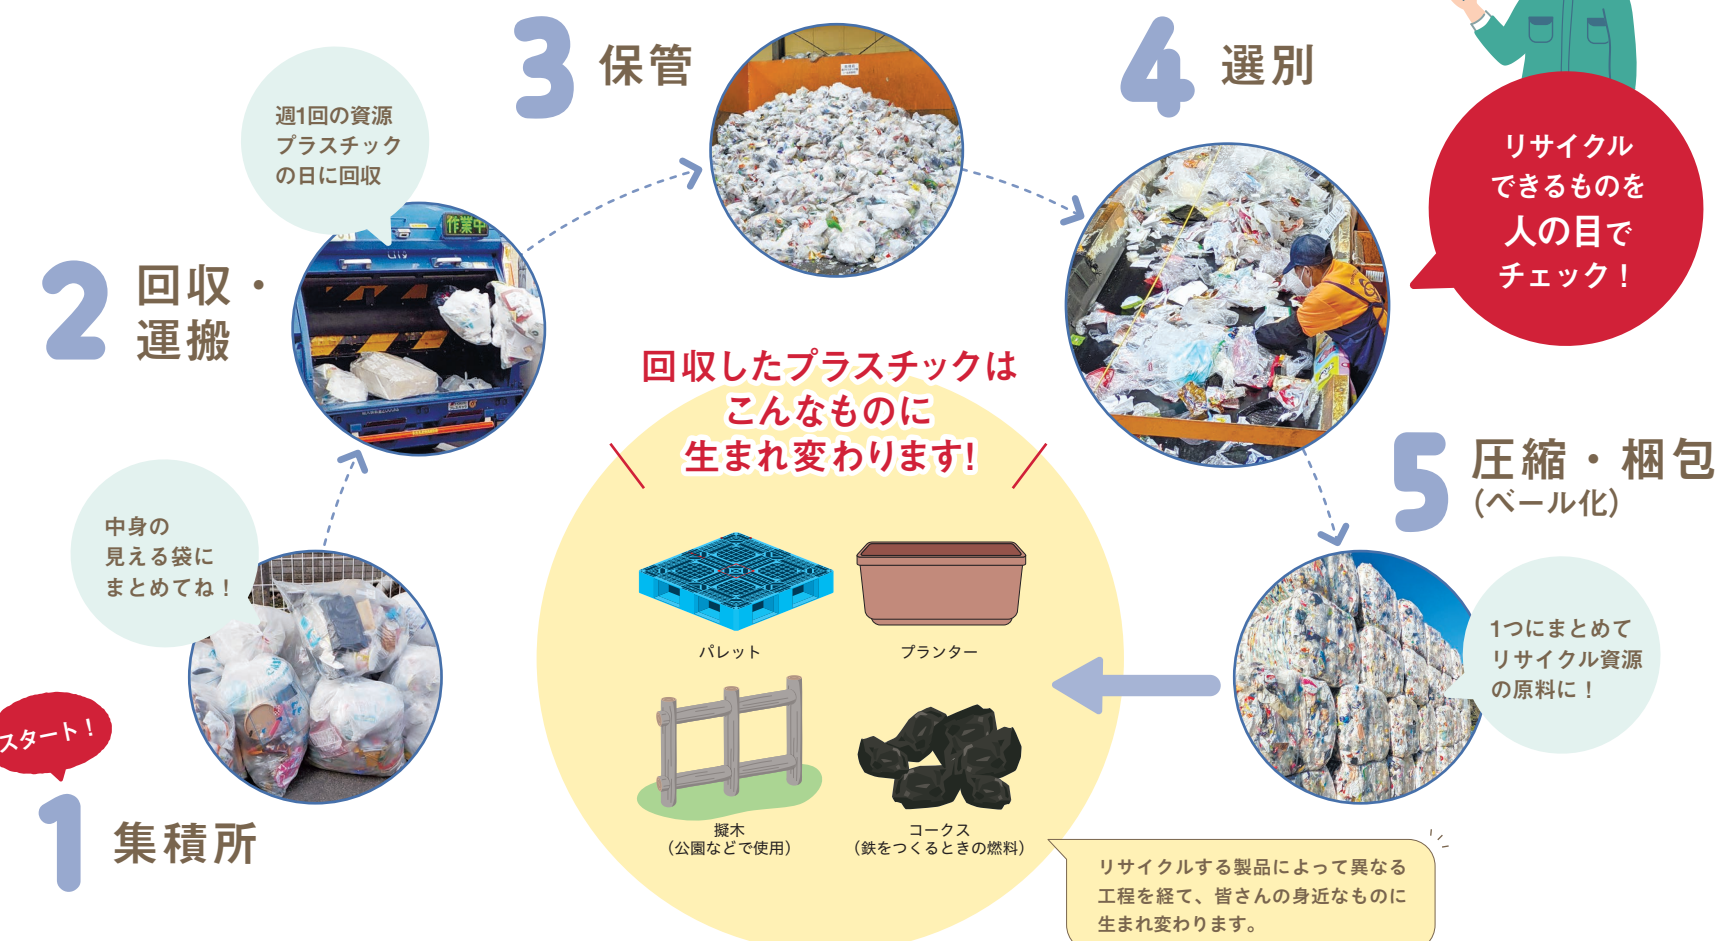 スタート！
1 集積所
中身の
見える袋に
まとめてね！
2 回収・
運搬
週1回の資源
プラスチック
の日に回収
作業中
3 保管
4 選別
リサイクル
できるものを
人の目で
チェック！
5 圧縮・梱包
(ベール化)
1つにまとめて
リサイクル資源
の原料に！
回収したプラスチックは
こんなものに
生まれ変わります!
パレット
プランター
擬木
（公園などで使用）
コークス
（鉄をつくるときの燃料）
リサイクルする製品によって異なる
工程を経て、皆さんの身近なものに
生まれ変わります。